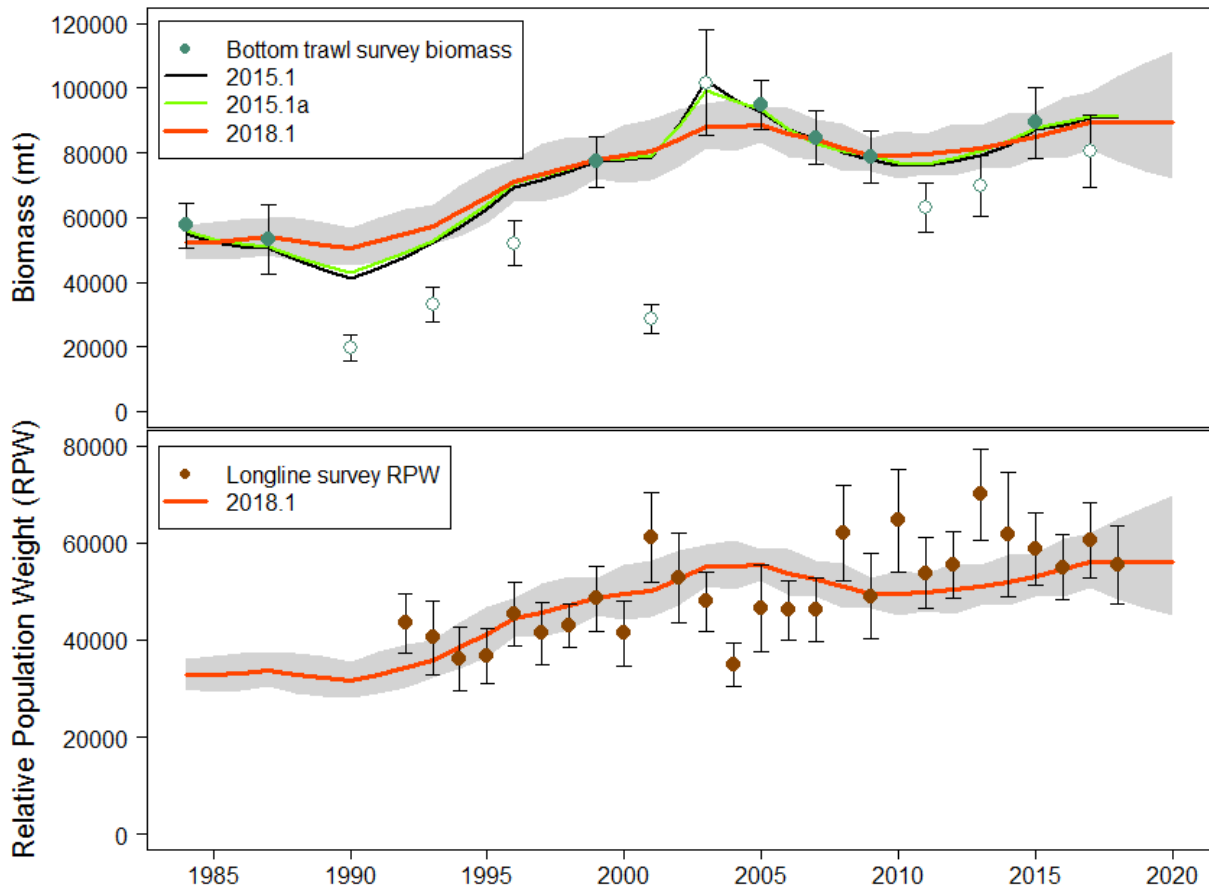 120000
100000
80000
60000
40000
20000
0
Biomass (mt)
Bottom trawl survey biomass
2015.1
2015.1a
2018.1
80000
60000
40000
20000
0
Relative Population Weight (RPW)
Longline survey RPW
2018.1
1985 1990 1995 2000 2005 2010 2015 2020